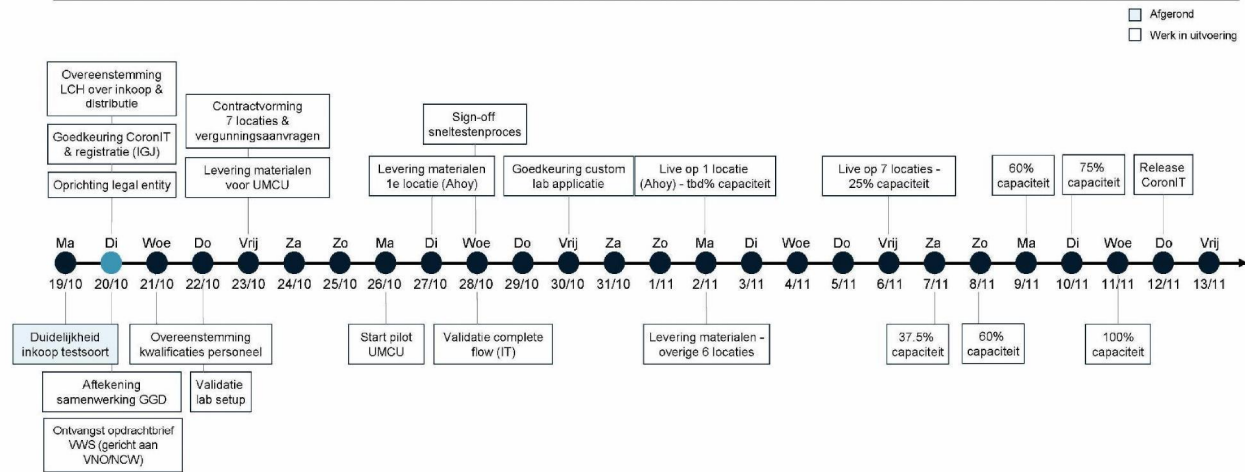 Afgerond
Werk in uitvoering
Overeenstemming
LCH over inkoop &
distributie
Goedkeuring CoronIT
& registratie (IGJ)
Oprichting legal entity
Contractvorming
7 locaties &
vergunningsaanvragen
Levering materialen
voor UMCU
Levering materialen
1e locatie (Ahoy)
Sign-off
sneltestenproces
Goedkeuring custom
lab applicatie
Live op 1 locatie
(Ahoy) - tbd% capaciteit
Live op 7 locaties -
25% capaciteit
60%
capaciteit
75%
capaciteit
Release
CoronIT
Ma Di Woe Do Vrij Za Zo Ma Di Woe Do Vrij Za Zo Ma Di Woe Do Vrij Za Zo Ma Di Woe Do Vrij
19/10 20/10 21/10 22/10 23/10 24/10 25/10 26/10 27/10 28/10 29/10 30/10 31/10 1/11 2/11 3/11 4/11 5/11 6/11 7/11 8/11 9/11 10/11 11/11 12/11 13/11
Duidelijkheid
inkoop testsoort
Aftekening
samenwerking GGD
Ontvangst opdrachtbrief
VWS (gericht aan
VNO/NCW)
Overeenstemming
kwalificaties personeel
Validatie
lab setup
Start pilot
UMCU
Validatie complete
flow (IT)
Levering materialen -
overige 6 locaties
37.5%
capaciteit
60%
capaciteit
100%
capaciteit